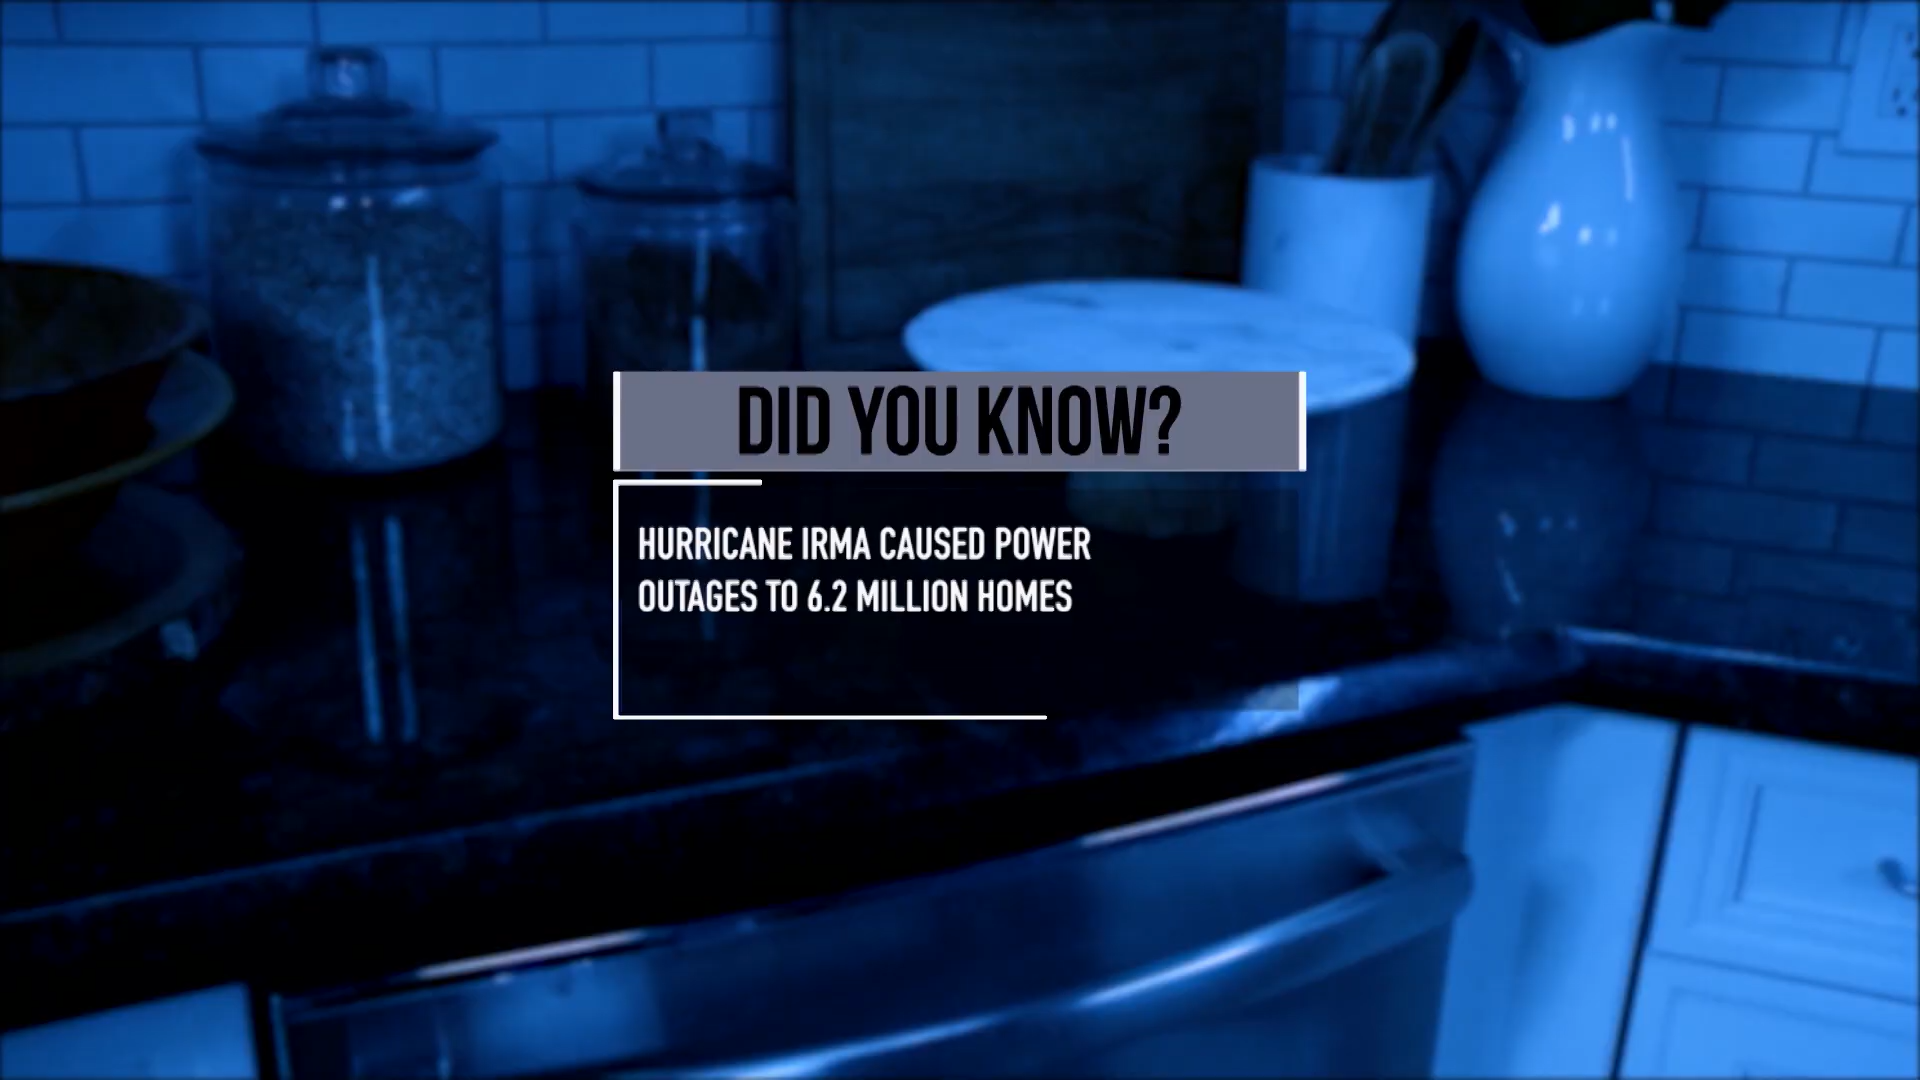 DID YOU KNOW?
HURRICANE IRMA CAUSED POWER
OUTAGES TO 6.2 MILLION HOMES